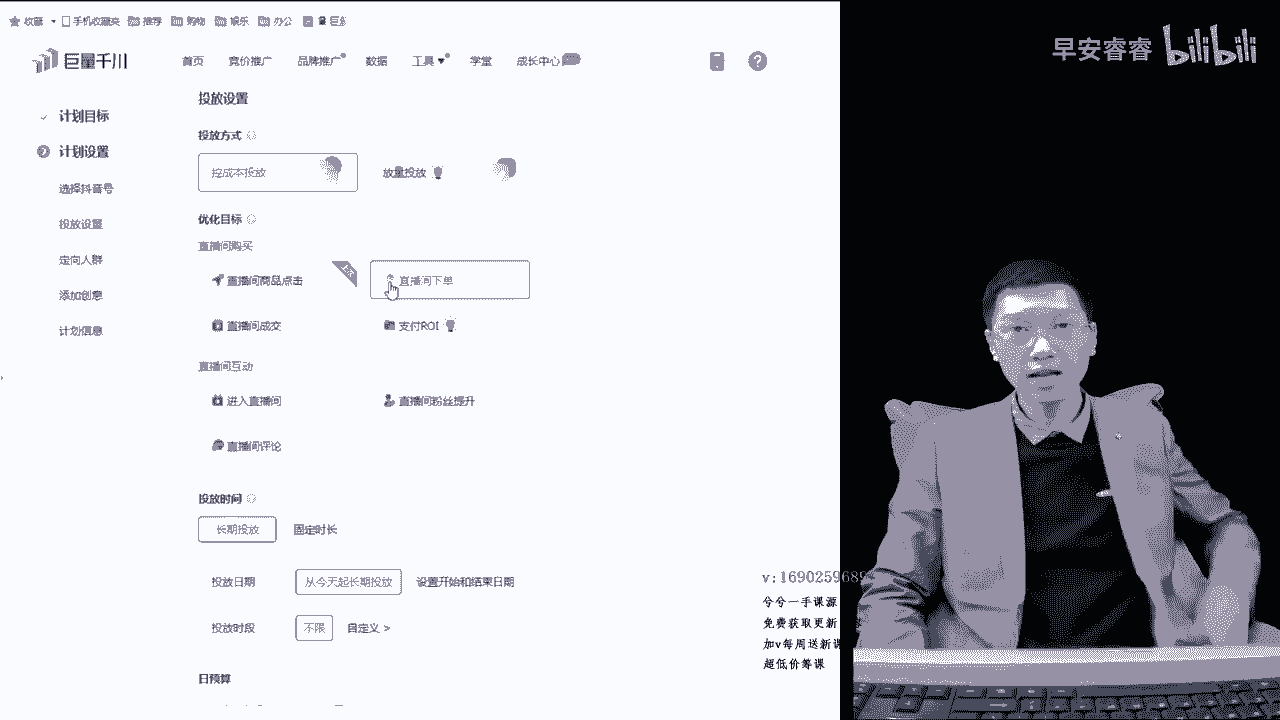 收藏 手机收藏夹 推荐 购物 娱乐 办公
巨量千川 首页 竞价推广 品牌推广 数据 工具 学堂 成长中心
早安睿睿 bilibili
计划目标
计划设置
选择抖音号
投放设置
定向人群
添加创意
计划信息
投放设置
投放方式
控成本投放 放量投放
优化目标
直播间购买
直播间商品点击 直播间下单
直播间成交 支付ROI
直播间互动
进入直播间 直播间粉丝提升
直播间评论
投放时间
长期投放 固定时长
投放日期 从今天起长期投放 设置开始和结束日期
投放时段 不限 自定义 >
日预算
v:1690259689
兮兮一手课源
免费获取更新
加v每周送新课
超低价筹课